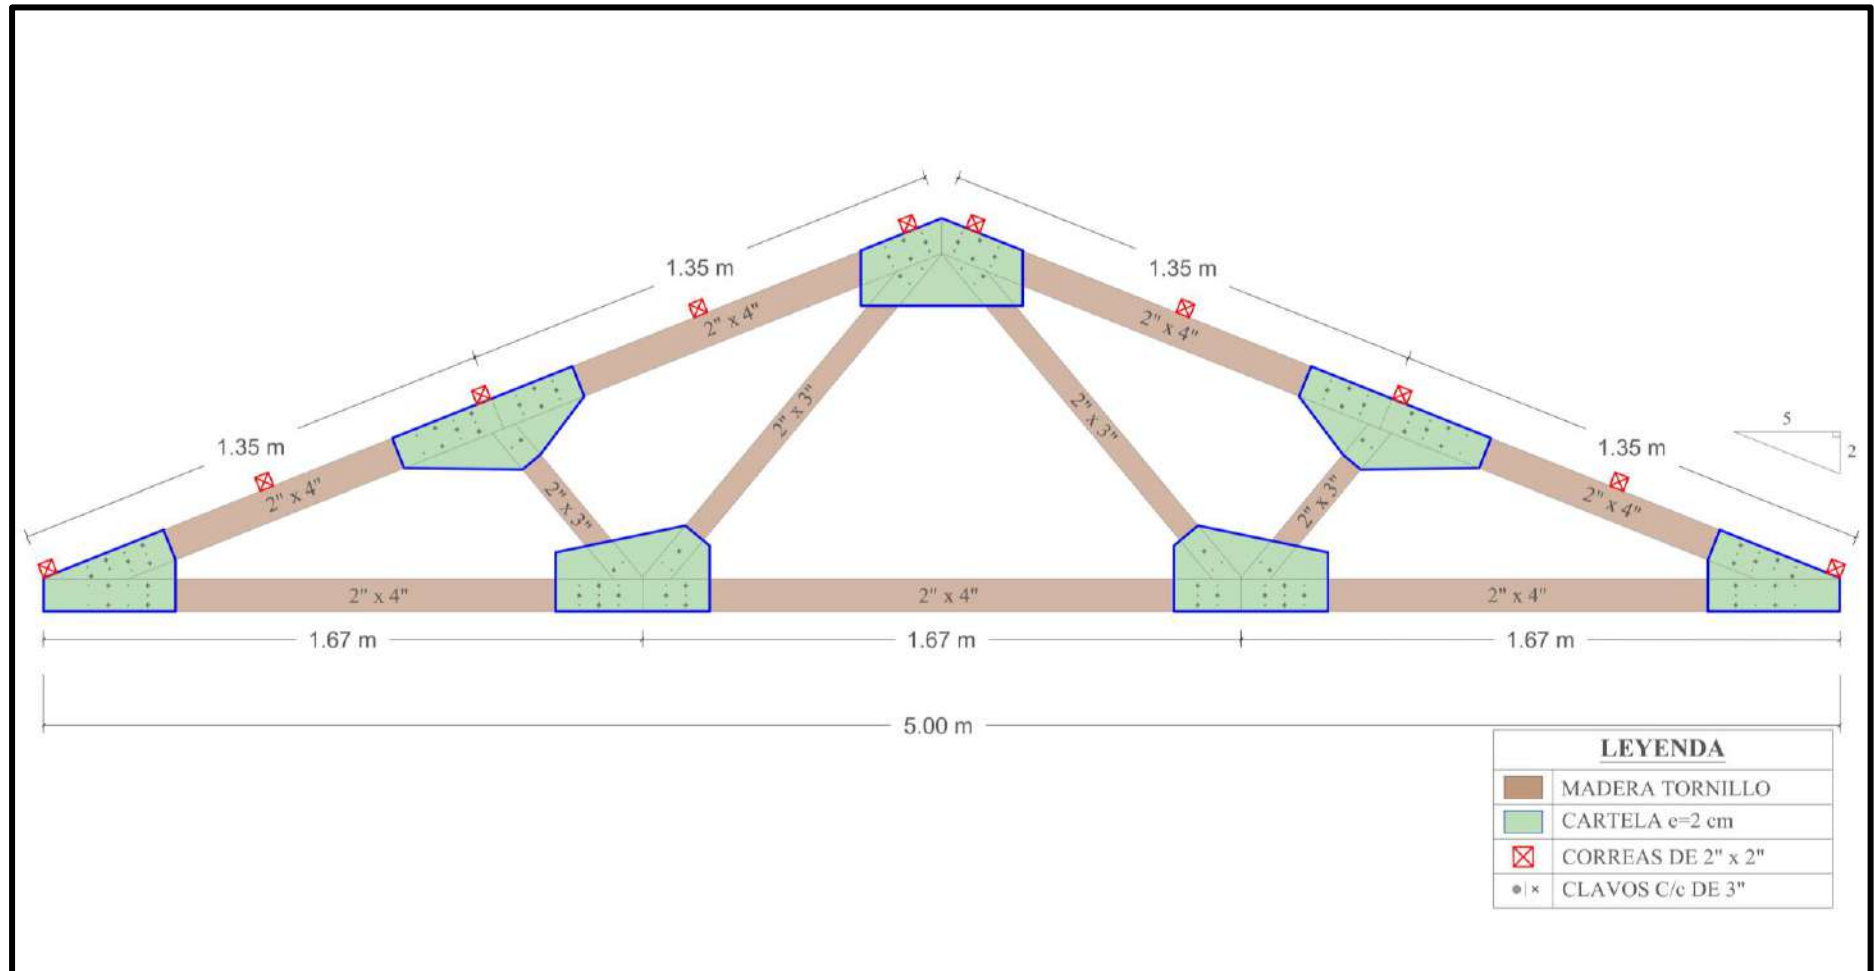 1.35 m
1.35 m
2" x 4"
2" x 4"
2" x 3"
2" x 3"
5
2
1.35 m
1.35 m
2" x 4"
2" x 4"
2" x 3"
2" x 3"
2" x 4"
2" x 4"
2" x 4"
1.67 m
1.67 m
1.67 m
5.00 m
LEYENDA
MADERA TORNILLO
CARTELA e=2 cm
CORREAS DE 2" x 2"
CLAVOS C/c DE 3"